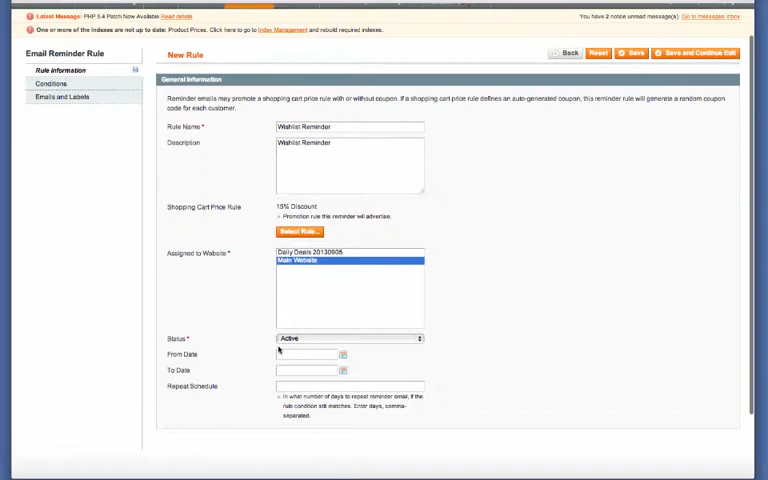 Latest Message: PHP 5.4 Patch Now Available Read details
You have 2 notice unread message(s). Go to messages inbox
One or more of the Indexes are not up to date: Product Prices. Click here to go to Index Management and rebuild required indexes.
Email Reminder Rule
Rule Information
Conditions
Emails and Labels
New Rule
Back Reset Save Save and Continue Edit
General Information
Reminder emails may promote a shopping cart price rule with or without coupon. If a shopping cart price rule defines an auto-generated coupon, this reminder rule will generate a random coupon
code for each customer.
Rule Name * Wishlist Reminder
Description Wishlist Reminder
Shopping Cart Price Rule 15% Discount
Promotion rule this reminder will advertise.
Select Rule...
Assigned to Website * Daily Deals 20130905
Main Website
Status * Active
From Date
To Date
Repeat Schedule
In what number of days to repeat reminder email, if the
rule condition still matches. Enter days, comma-
separated.